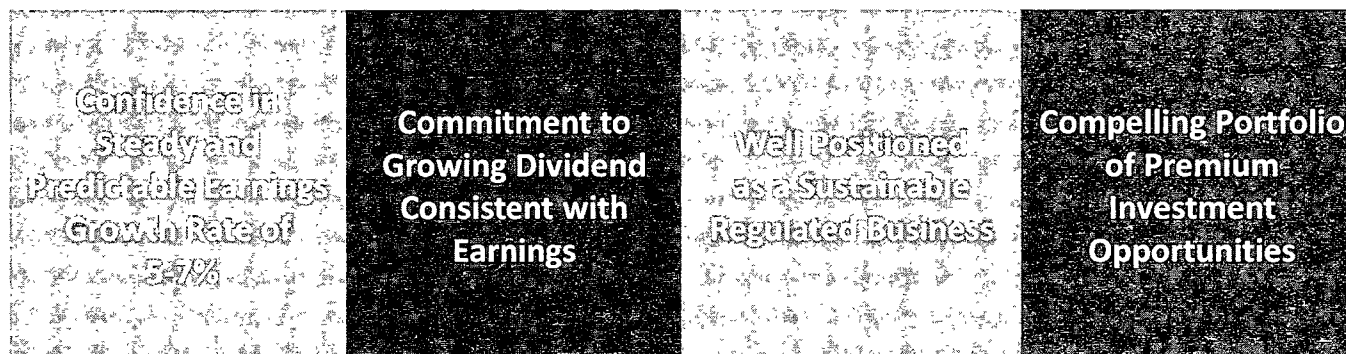 Confidence in
Steady and
Predictable Earnings
Growth Rate of
5-7%
Commitment to
Growing Dividend
Consistent with
Earnings
Well Positioned
as a Sustainable
Regulated Business
Compelling Portfolio
of Premium
Investment
Opportunities